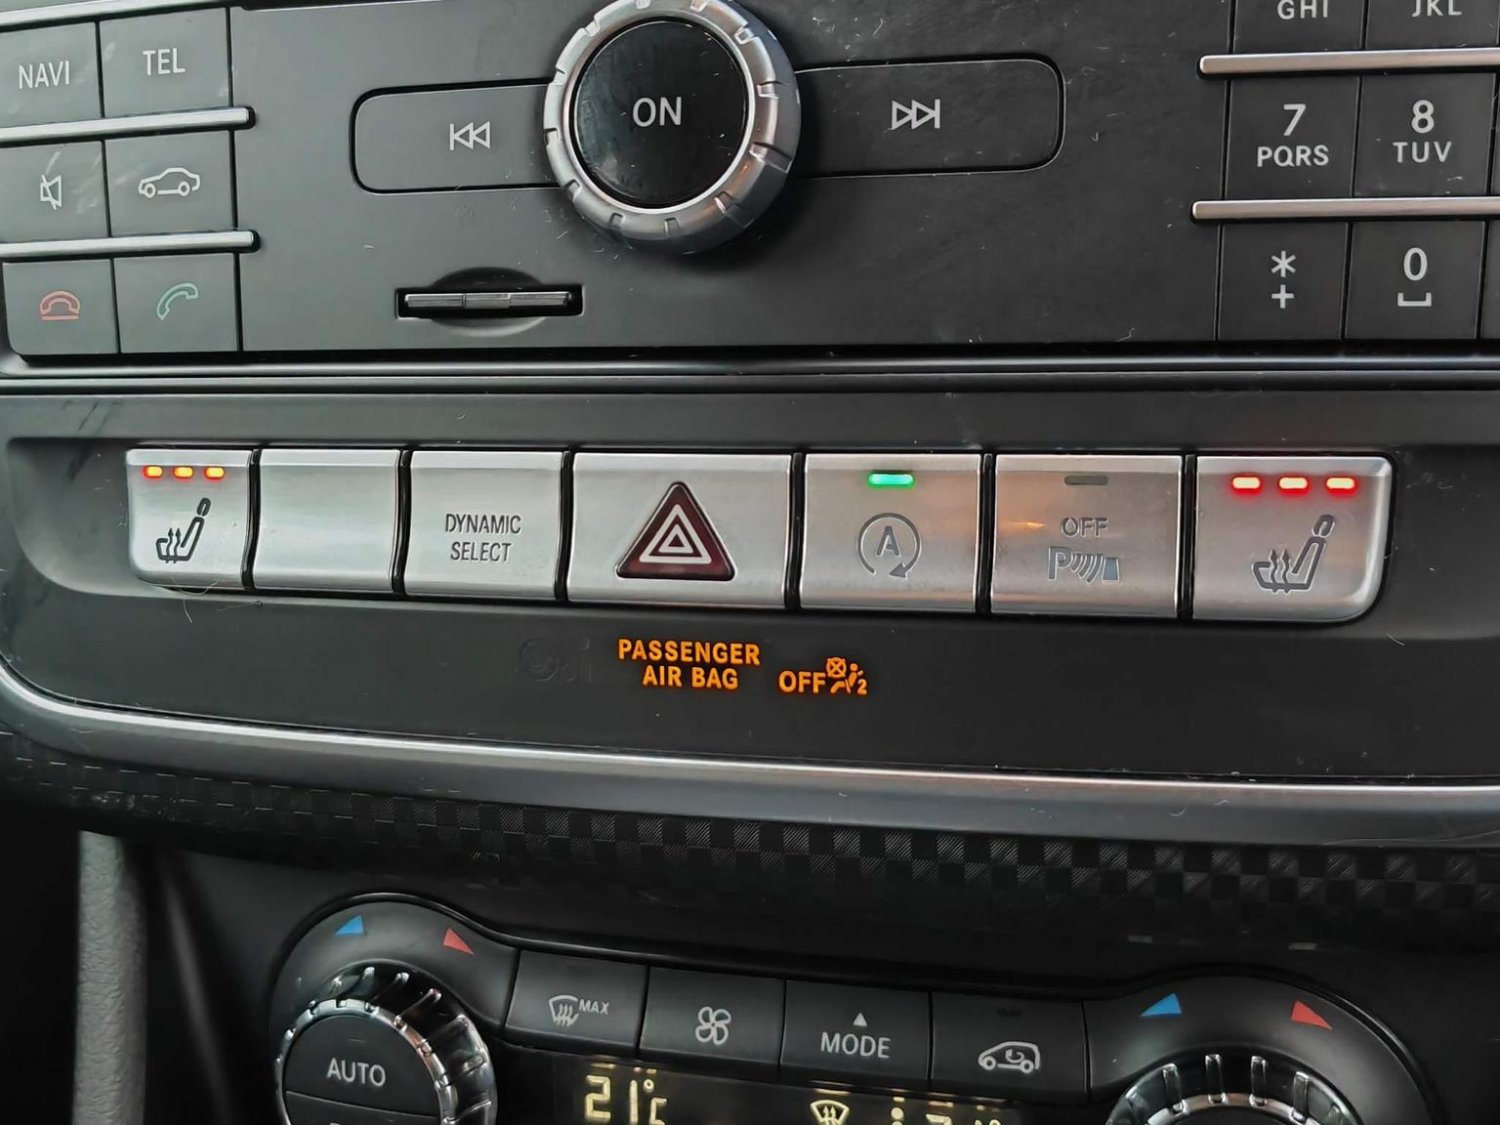 GHI
JKL
NAVI
TEL
ON
7
PQRS
8
TUV
*
+
0
DYNAMIC
SELECT
A
OFF
P
PASSENGER
AIR BAG
OFF
2
MAX
MODE
AUTO
21°C